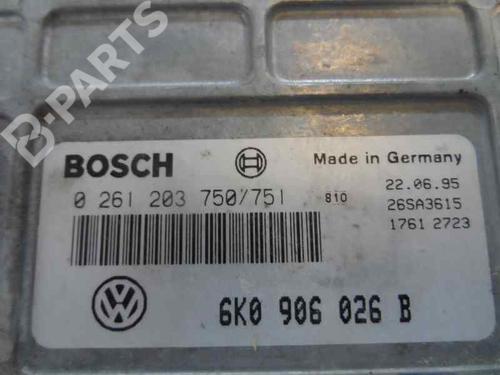 B-PARTS
BOSCH
Made in Germany
0 261 203 750/751
810
22.06.95
26SA3615
1761 2723
6K0 906 026 B